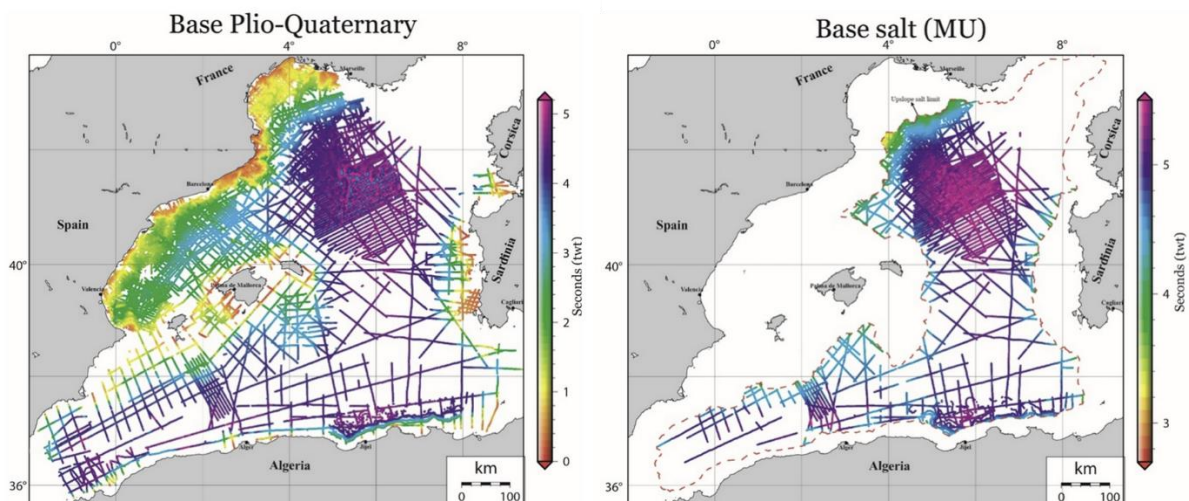 Base Plio-Quaternary
0°
4°
8°
France
Marseille
Corsica
Barcelona
Spain
Sardinia
40°
Palma de Mallorca
Valencia
Cagliari
Alger
Jijel
Algeria
36°
km
0 100
5
4
3
2
1
0
Seconds (twt)
Base salt (MU)
0°
4°
8°
France
Marseille
Upslope salt limit
Corsica
Barcelona
Spain
Sardinia
40°
Palma de Mallorca
Valencia
Cagliari
Alger
Jijel
Algeria
36°
km
0 100
5
4
3
Seconds (twt)